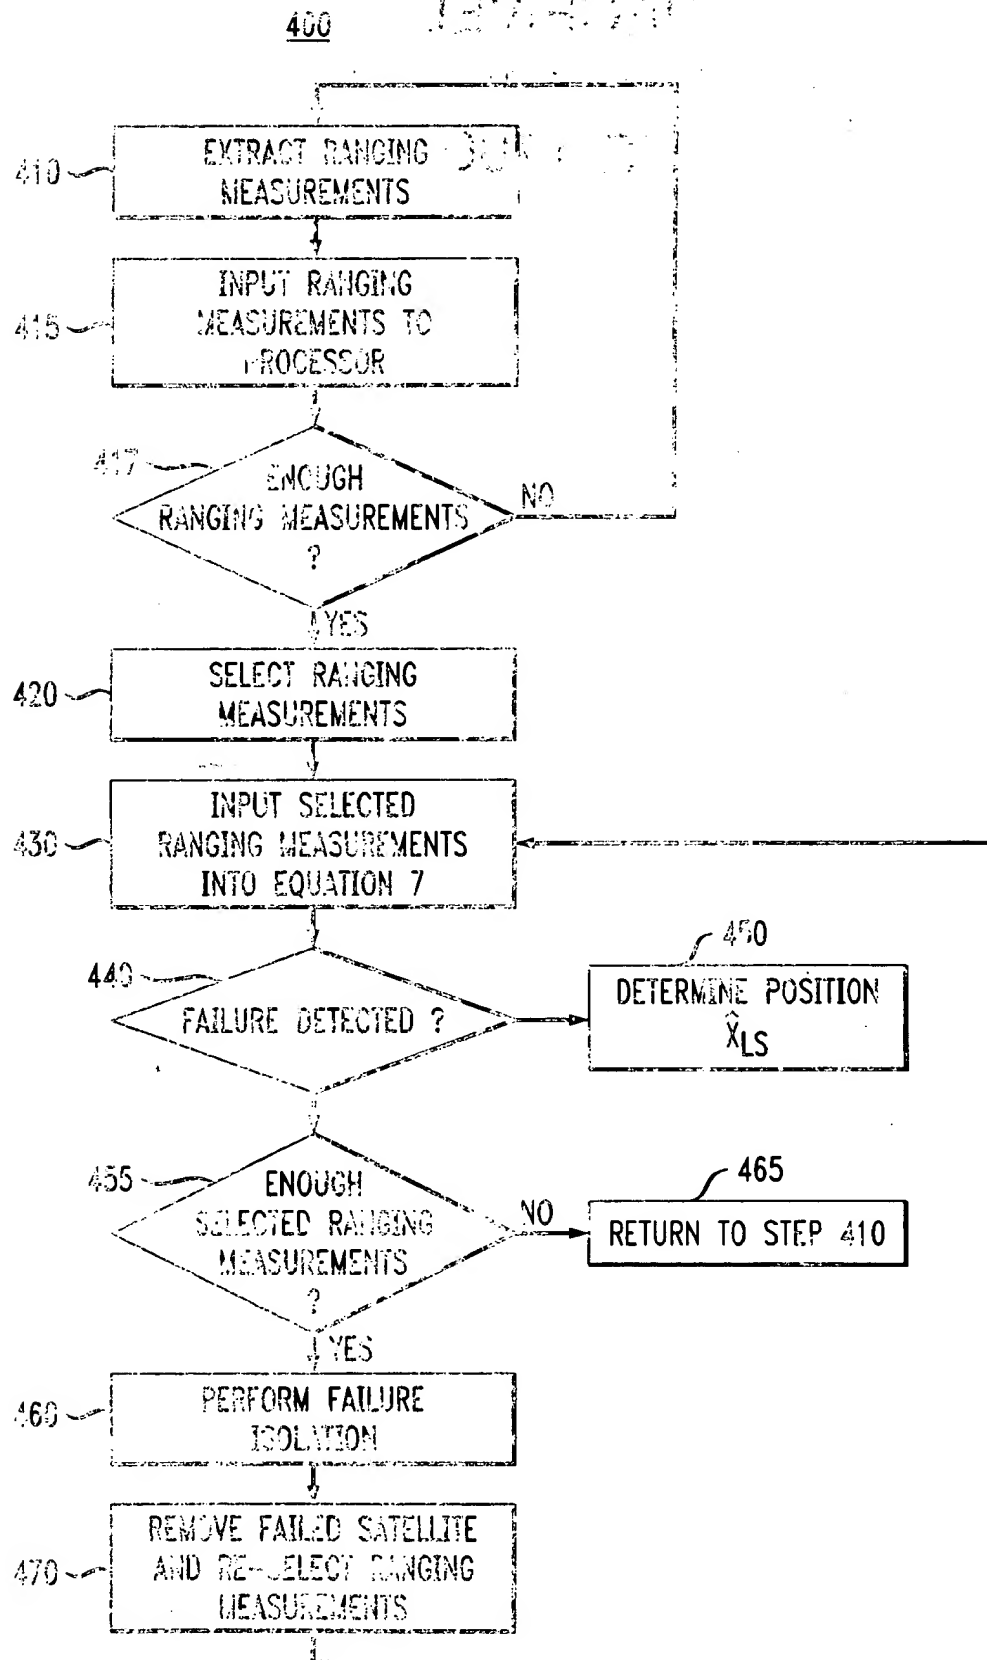 400
410
EXTRACT RANGING
MEASUREMENTS
415
INPUT RANGING
MEASUREMENTS TO
PROCESSOR
417
ENOUGH
RANGING MEASUREMENTS
?
NO
YES
420
SELECT RANGING
MEASUREMENTS
430
INPUT SELECTED
RANGING MEASUREMENTS
INTO EQUATION 7
440
FAILURE DETECTED ?
450
DETERMINE POSITION
X̂LS
455
ENOUGH
SELECTED RANGING
MEASUREMENTS
?
NO
465
RETURN TO STEP 410
YES
460
PERFORM FAILURE
ISOLATION
470
REMOVE FAILED SATELLITE
AND RE-SELECT RANGING
MEASUREMENTS